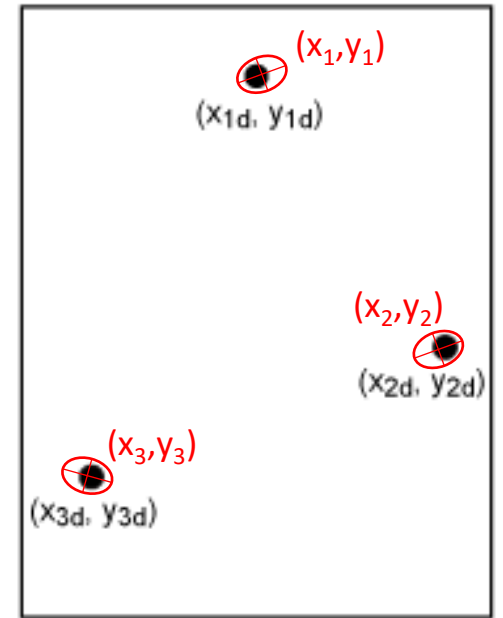 (x₁,y₁)
(x1d, y1d)
(x₂,y₂)
(x2d, y2d)
(x₃,y₃)
(x3d, y3d)